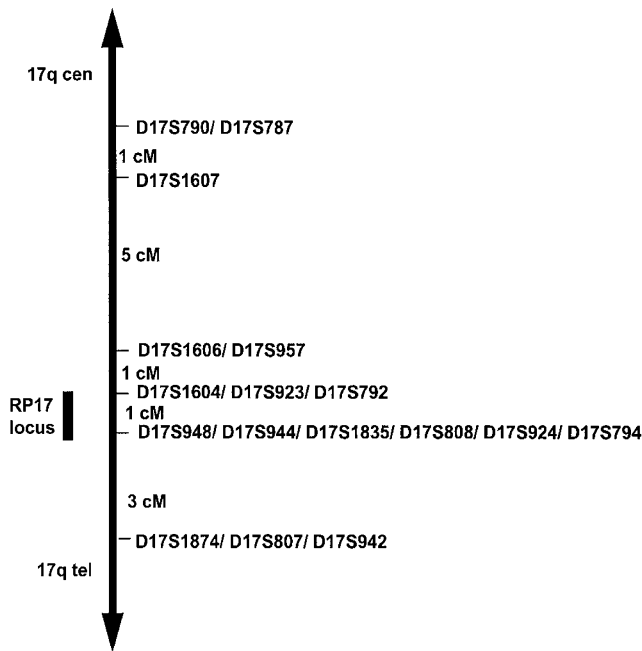 17q cen
D17S790/ D17S787
1 cM
D17S1607
5 cM
D17S1606/ D17S957
1 cM
D17S1604/ D17S923/ D17S792
RP17
locus
1 cM
D17S948/ D17S944/ D17S1835/ D17S808/ D17S924/ D17S794
3 cM
D17S1874/ D17S807/ D17S942
17q tel